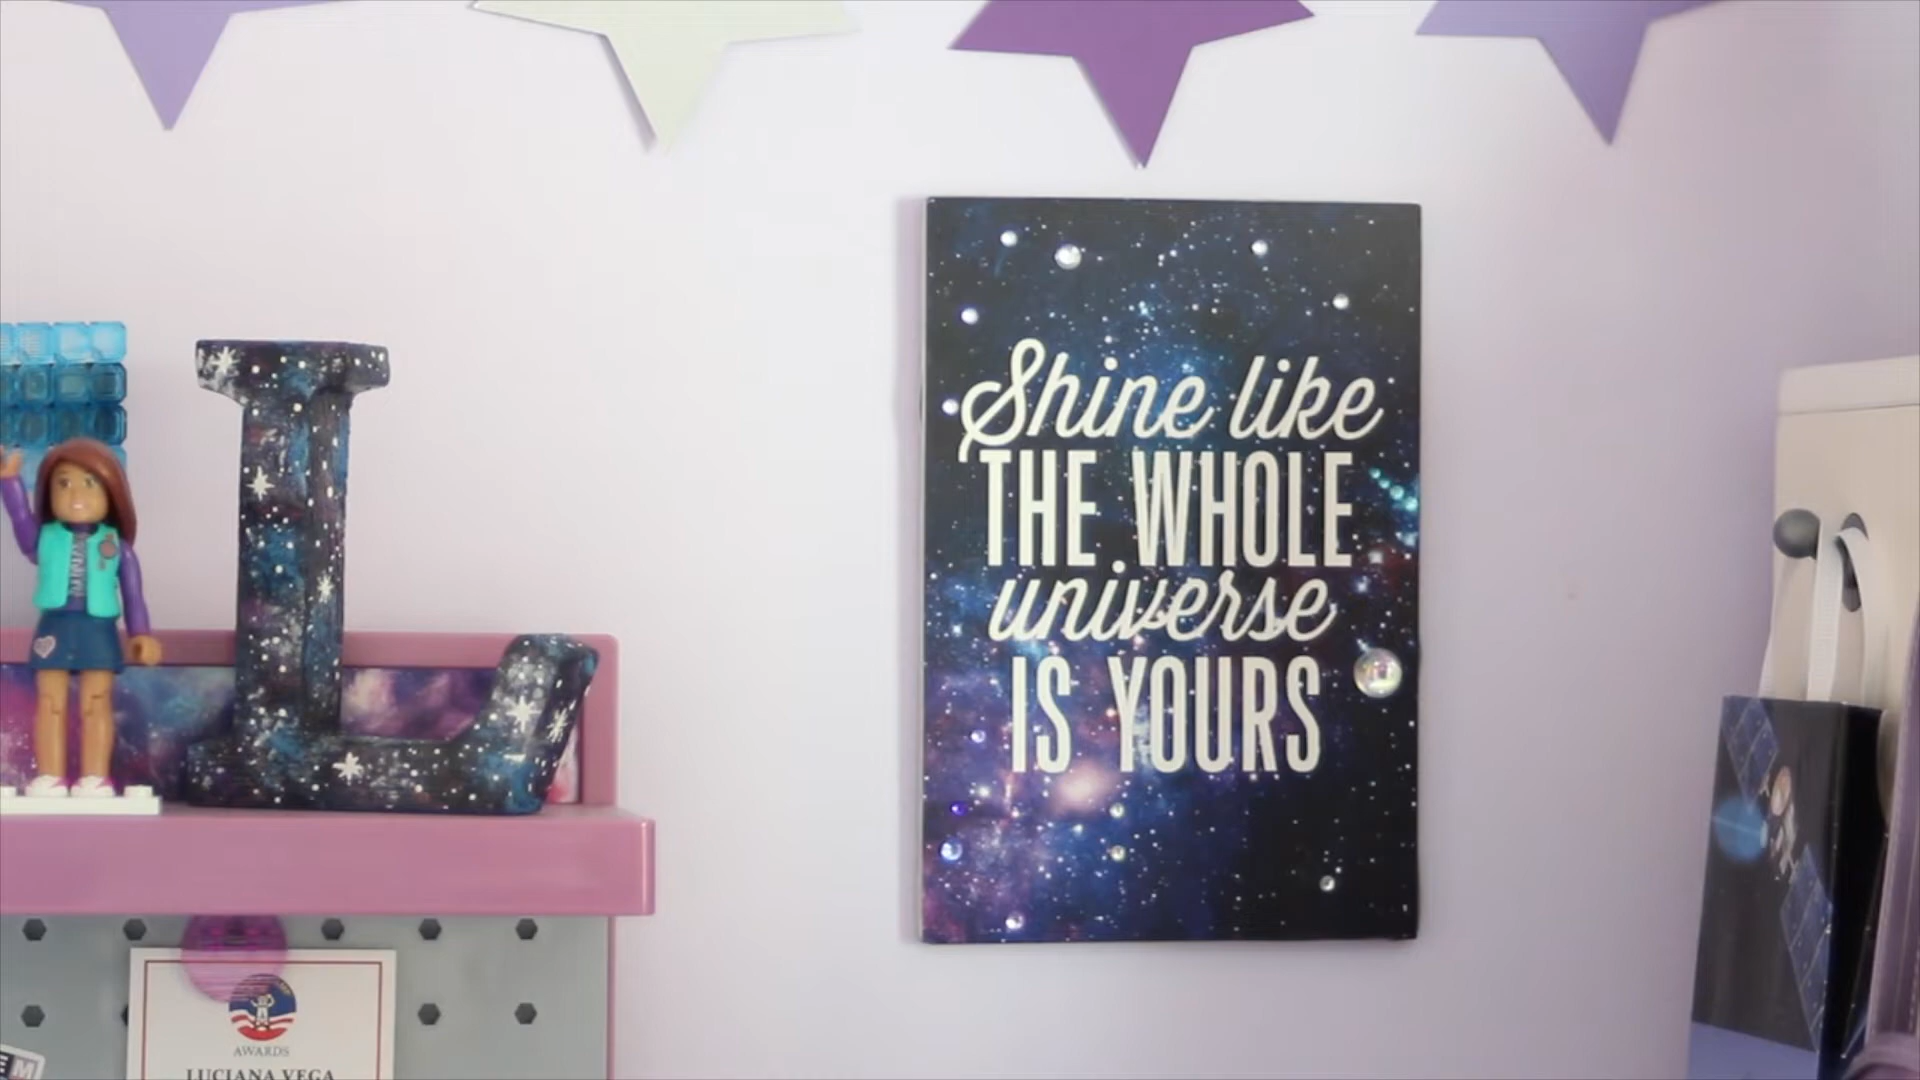 L
Shine like
THE WHOLE
universe
IS YOURS
AWARDS
LUCIANA VEGA